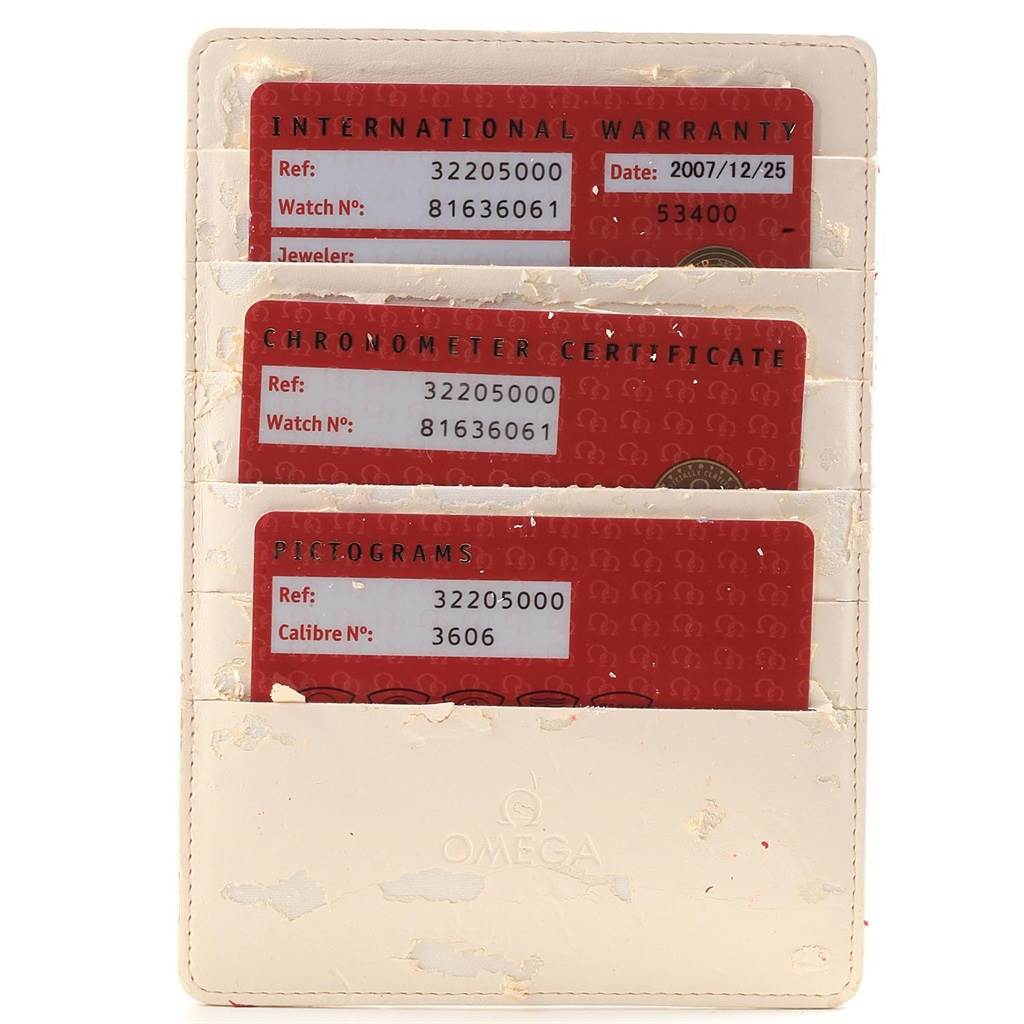 INTERNATIONAL WARRANTY
Ref: 32205000 Date: 2007/12/25
Watch Nº: 81636061 53400
Jeweler:
CHRONOMETER CERTIFICATE
Ref: 32205000
Watch Nº: 81636061
PICTOGRAMS
Ref: 32205000
Calibre Nº: 3606
OMEGA